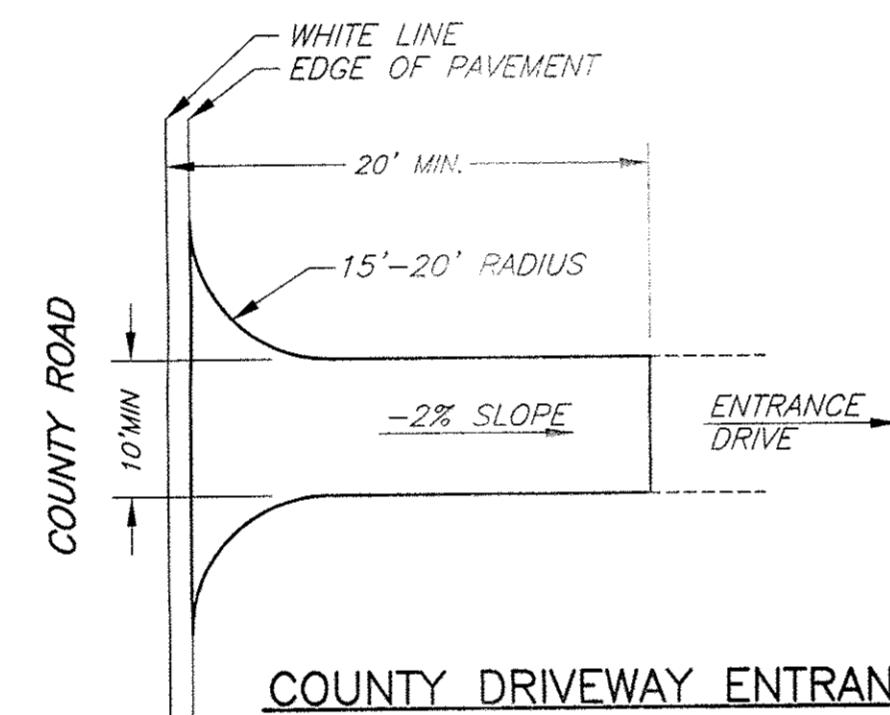 WHITE LINE
EDGE OF PAVEMENT
20' MIN.
15'-20' RADIUS
COUNTY ROAD
10'MIN
-2% SLOPE
ENTRANCE
DRIVE
COUNTY DRIVEWAY ENTRAN